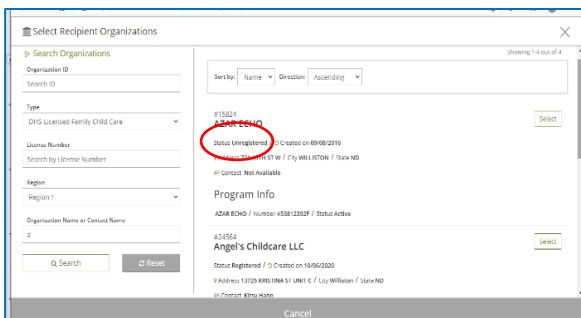 Select Recipient Organizations
Search Organizations
Showing 1-4 out of 4
Organization ID
Search ID
Type
DHS Licensed Family Child Care
License Number
Search by License Number
Region
Region 1
Organization Name or Contact Name
a
Search
Reset
Sort by: Name Direction: Ascending
#15824
AZAR ECHO
Select
Status Unregistered / Created on 09/08/2016
ST W / City WILLISTON / State ND
Contact Not Available
Program Info
AZAR ECHO / Number #53812392F / Status Active
#24564
Angel's Childcare LLC
Select
Status Registered / Created on 10/06/2020
Address 13725 KRISTINA ST UNIT C / City Williston / State ND
Contact Kitsy Hahn
Cancel